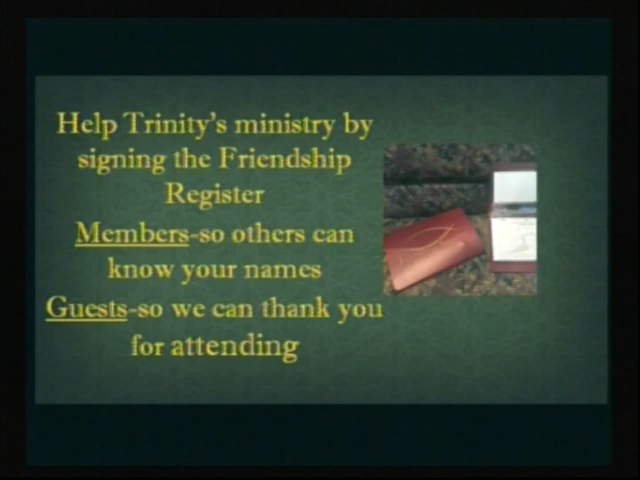 Help Trinity's ministry by
signing the Friendship
Register
Members-so others can
know your names
Guests-so we can thank you
for attending